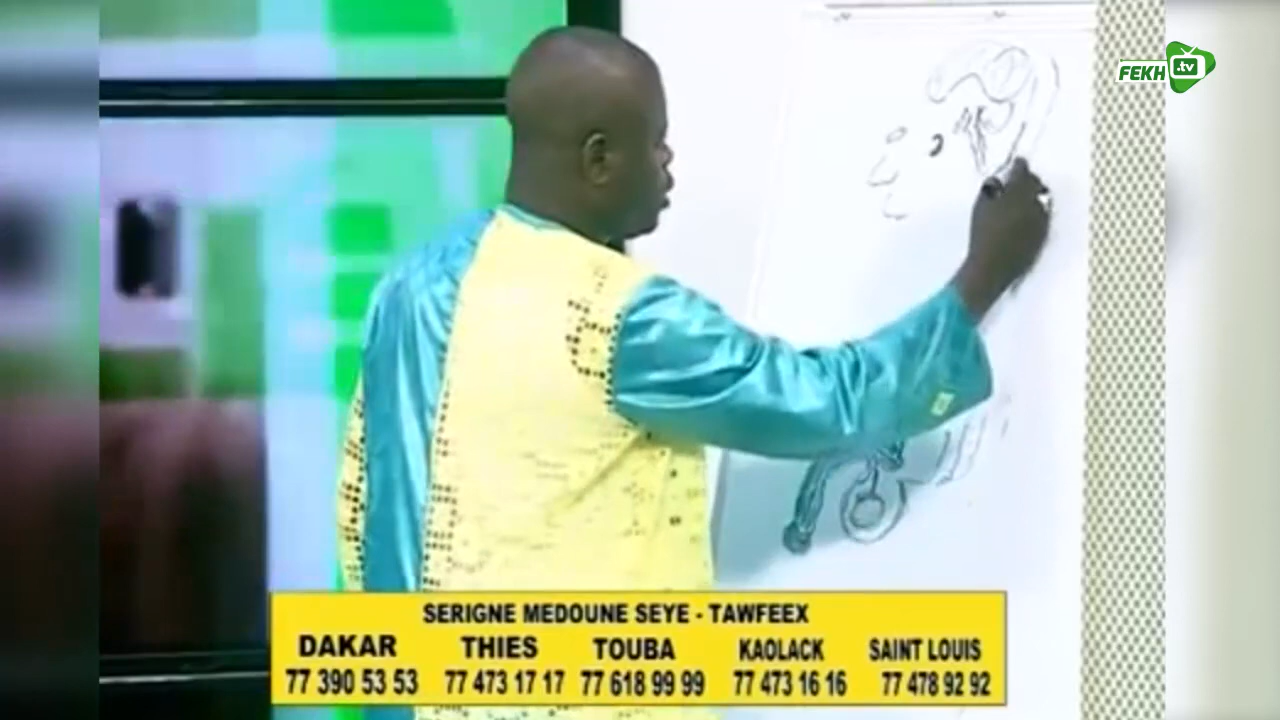 FEKH .tv
SERIGNE MEDOUNE SEYE - TAWFEEX
DAKAR THIES TOUBA KAOLACK SAINT LOUIS
77 390 53 53 77 473 17 17 77 618 99 99 77 473 16 16 77 478 92 92